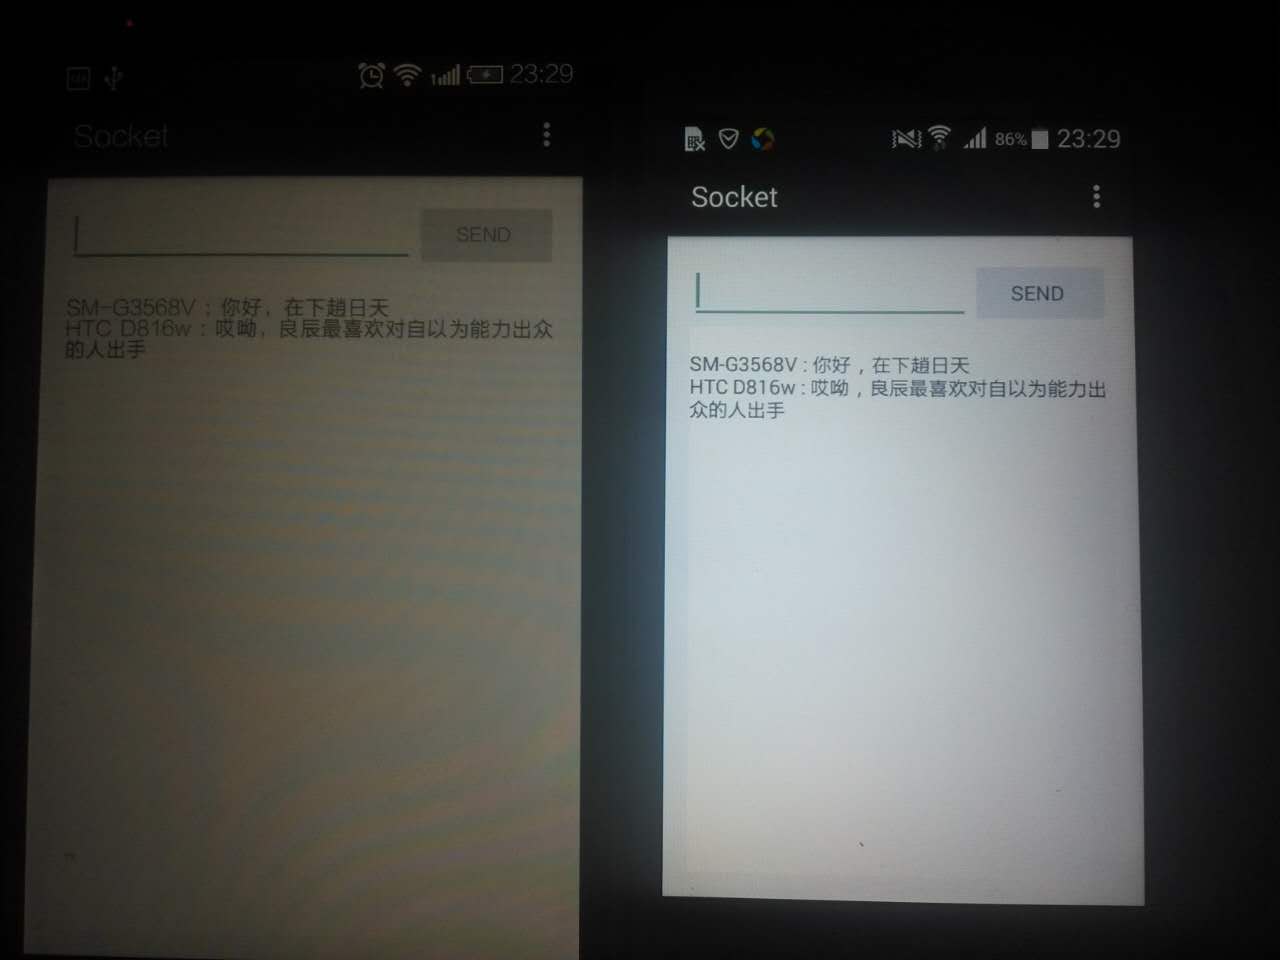 23:29
Socket
SEND
SM-G3568V : 你好，在下趙日天
HTC D816w : 哎呦，良辰最喜欢对自以为能力出众
的人出手
86% 23:29
Socket
SEND
SM-G3568V : 你好，在下趙日天
HTC D816w : 哎呦，良辰最喜欢对自以为能力出
众的人出手